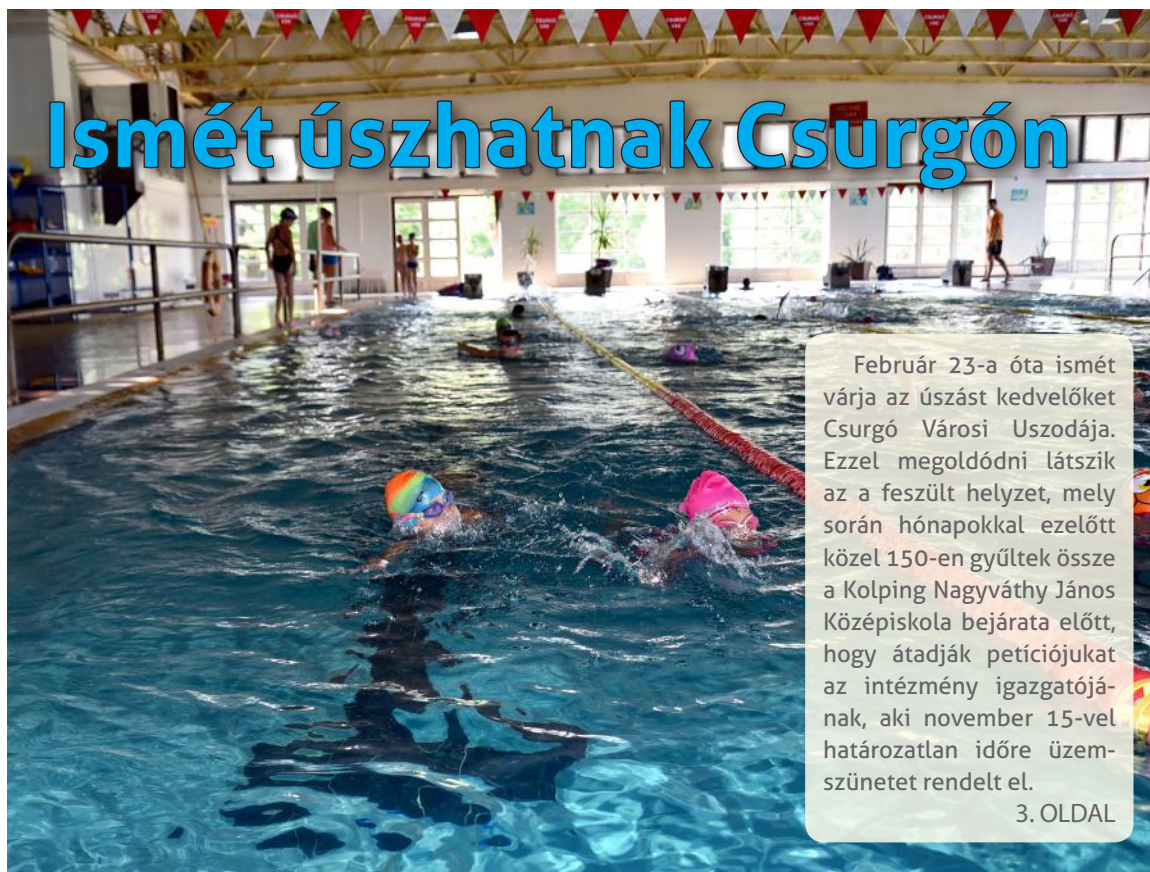 Ismét úszhatnak Csurgón
Február 23-a óta ismét
várja az úszást kedvelőket
Csurgó Városi Uszodája.
Ezzel megoldódni látszik
az a feszült helyzet, mely
során hónapokkal ezelőtt
közel 150-en gyűltek össze
a Kolping Nagyváthy János
Középiskola bejárata előtt,
hogy átadják petíciójukat
az intézmény igazgatójá-
nak, aki november 15-vel
határozatlan időre üzem-
szünetet rendelt el.
3. OLDAL